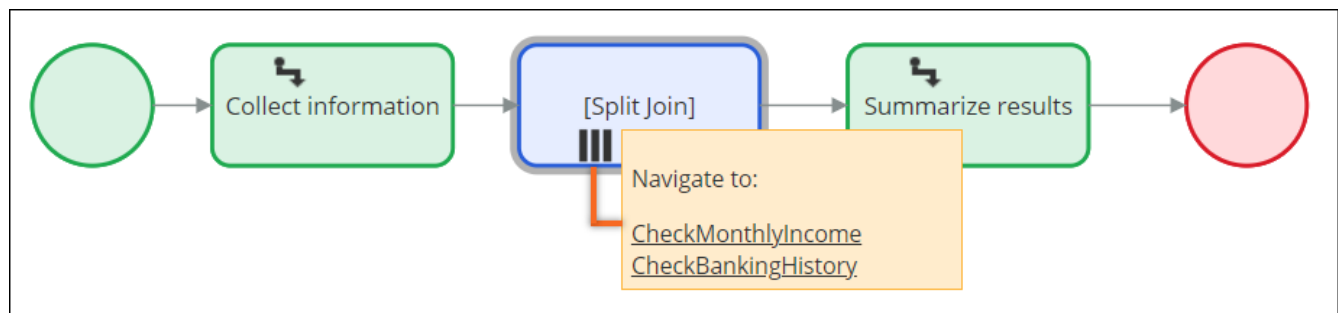 Collect information
[Split Join]
Summarize results
Navigate to:
CheckMonthlyIncome
CheckBankingHistory